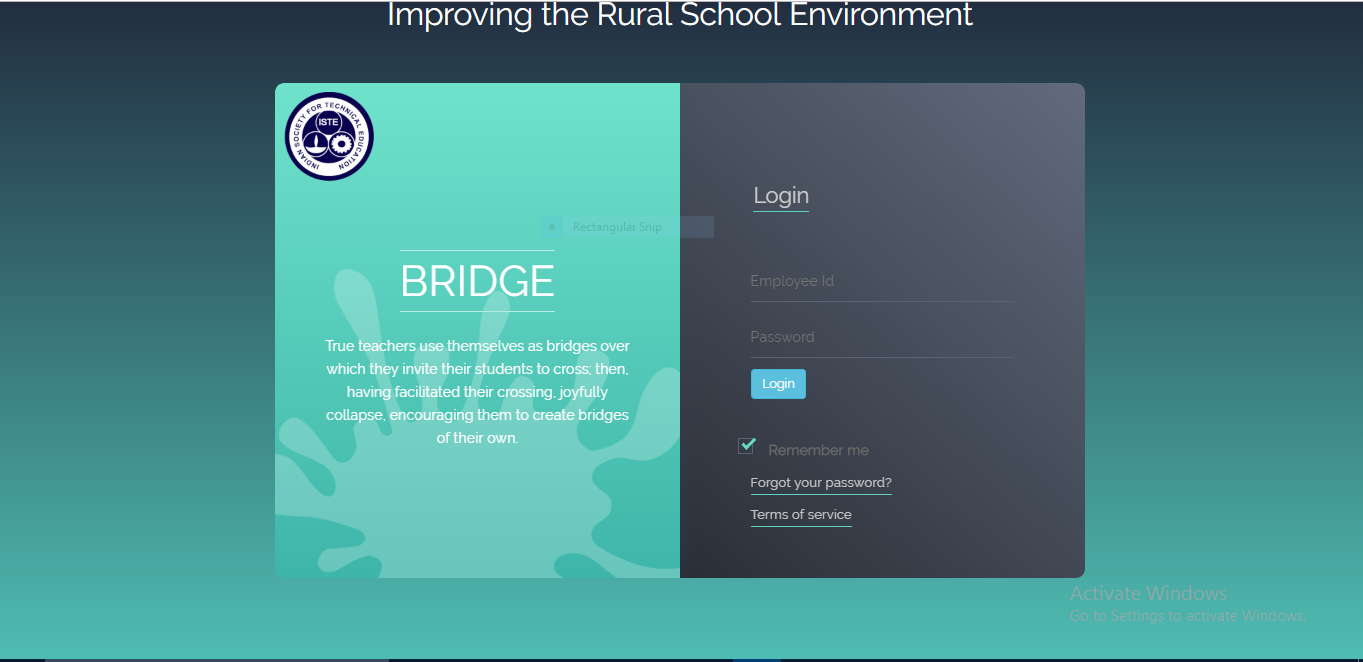 Improving the Rural School Environment
INDIAN SOCIETY FOR TECHNICAL EDUCATION
ISTE
BRIDGE
True teachers use themselves as bridges over
which they invite their students to cross; then,
having facilitated their crossing, joyfully
collapse, encouraging them to create bridges
of their own.
Rectangular Snip
Login
Employee Id
Password
Login
Remember me
Forgot your password?
Terms of service
Activate Windows
Go to Settings to activate Windows.